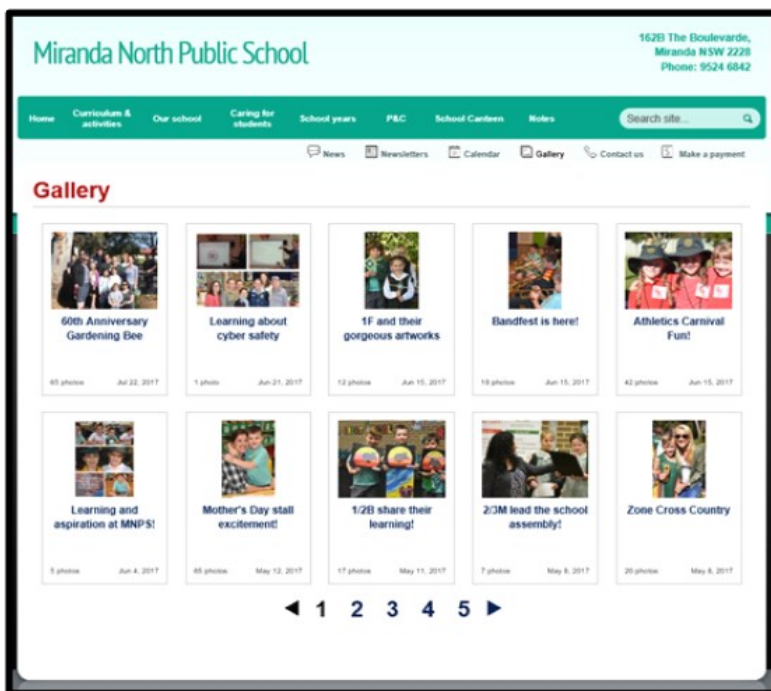 Miranda North Public School
162B The Boulevarde,
Miranda NSW 2228
Phone: 9524 6842
Home
Curriculum &
activities
Our school
Caring for
students
School years
P&C
School Canteen
Notes
Search site...
News
Newsletters
Calendar
Gallery
Contact us
Make a payment
Gallery
60th Anniversary
Gardening Bee
65 photos Jul 22, 2017
Learning about
cyber safety
1 photo Jun 21, 2017
1F and their
gorgeous artworks
12 photos Jun 15, 2017
Bandfest is here!
Jun 15, 2017
Athletics Carnival
Fun!
42 photos Jun 15, 2017
Learning and
aspiration at MNPS!
5 photos Jun 4, 2017
Mother's Day stall
excitement!
65 photos May 12, 2017
1/2B share their
learning!
17 photos May 11, 2017
2/3M lead the school
assembly!
7 photos May 8, 2017
Zone Cross Country
20 photos May 8, 2017
1 2 3 4 5